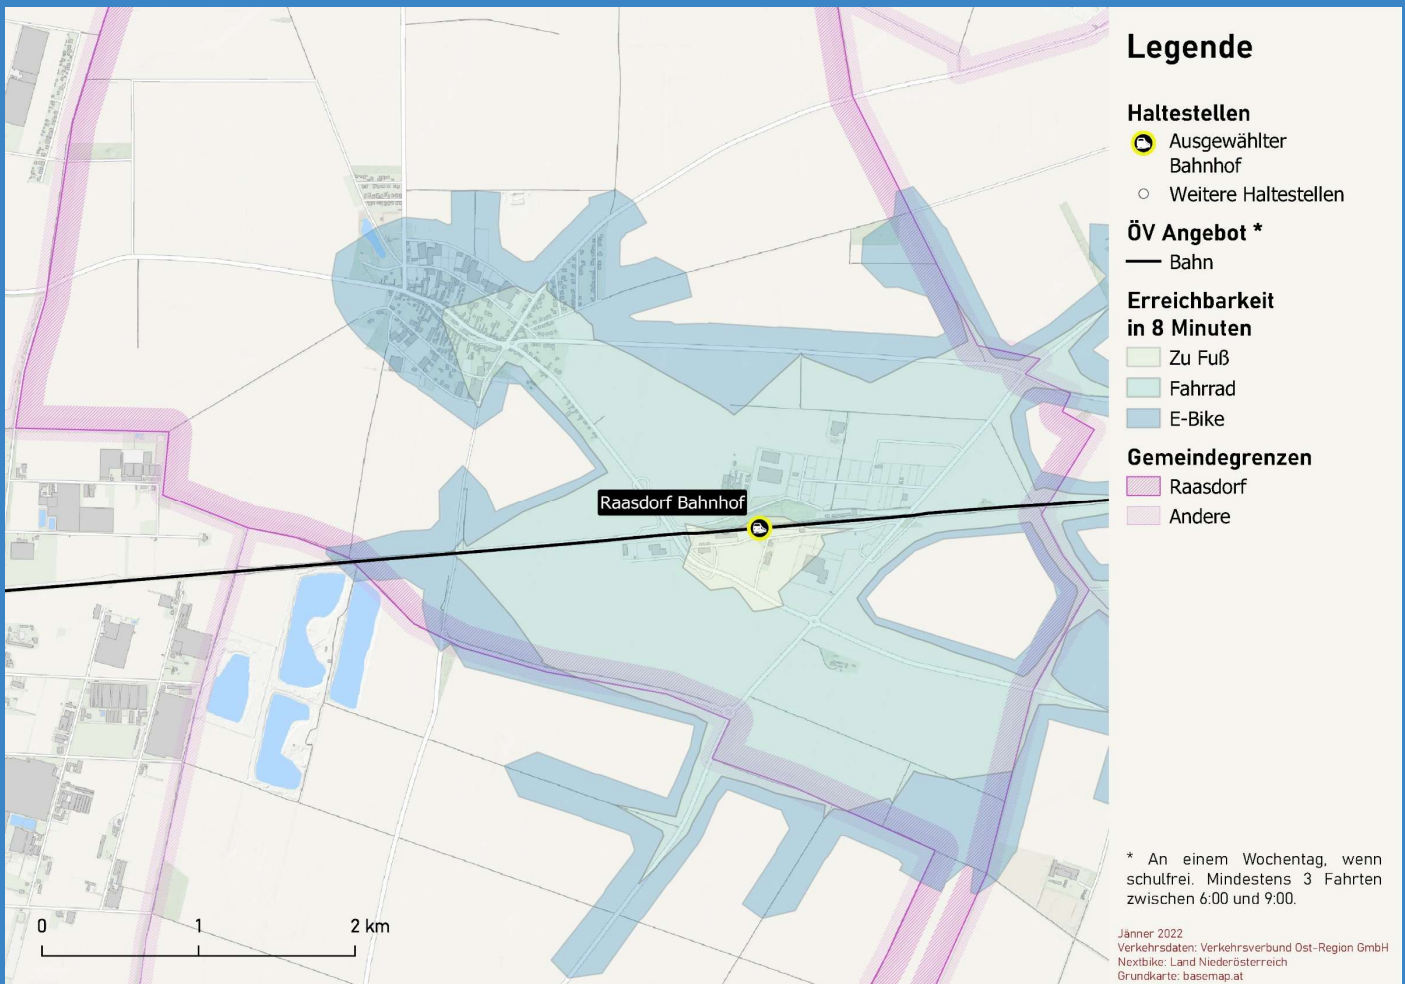 Raasdorf Bahnhof
0 1 2 km
Legende
Haltestellen
Ausgewählter
Bahnhof
Weitere Haltestellen
ÖV Angebot *
Bahn
Erreichbarkeit
in 8 Minuten
Zu Fuß
Fahrrad
E-Bike
Gemeindegrenzen
Raasdorf
Andere
* An einem Wochentag, wenn
schulfrei. Mindestens 3 Fahrten
zwischen 6:00 und 9:00.
Jänner 2022
Verkehrsdaten: Verkehrsverbund Ost-Region GmbH
Nextbike: Land Niederösterreich
Grundkarte: basemap.at